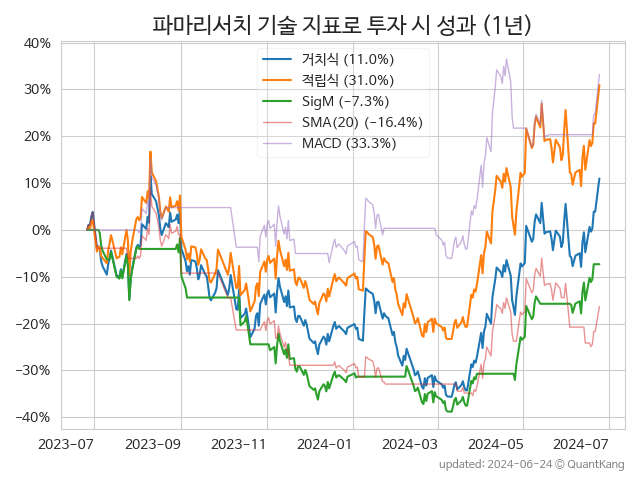 파마리서치 기술 지표로 투자 시 성과 (1년)
거치식 (11.0%)
적립식 (31.0%)
SigM (−7.3%)
SMA(20) (−16.4%)
MACD (33.3%)
40%
30%
20%
10%
0%
−10%
−20%
−30%
−40%
2023-07 2023-09 2023-11 2024-01 2024-03 2024-05 2024-07
updated: 2024-06-24 © QuantKang